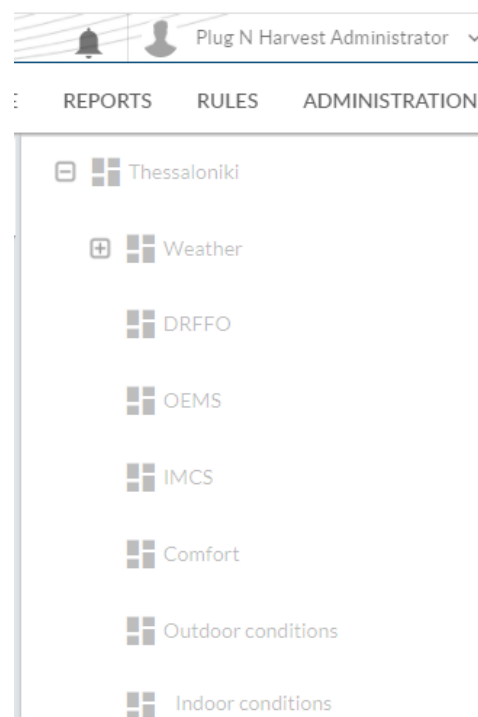 Plug N Harvest Administrator
E REPORTS RULES ADMINISTRATION
Thessaloniki
Weather
DRFFO
OEMS
IMCS
Comfort
Outdoor conditions
Indoor conditions